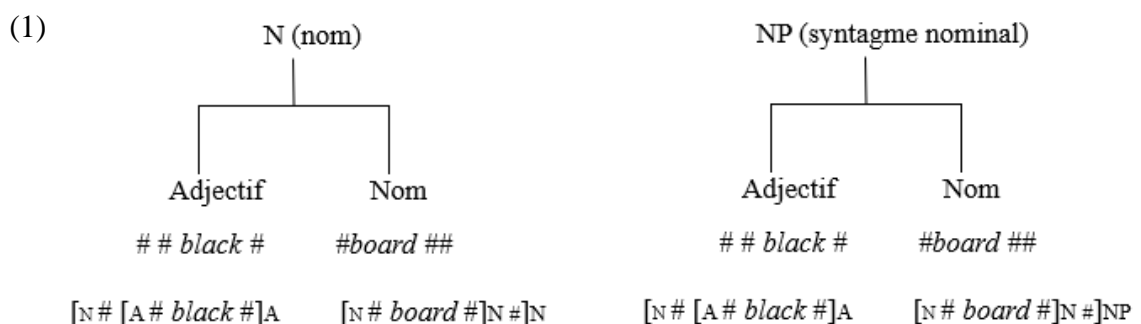 (1)
N (nom) NP (syntagme nominal)
Adjectif Nom Adjectif Nom
# # black # #board ## # # black # #board ##
[N # [A # black #]A [N # board #]N #]N [N # [A # black #]A [N # board #]N #]NP